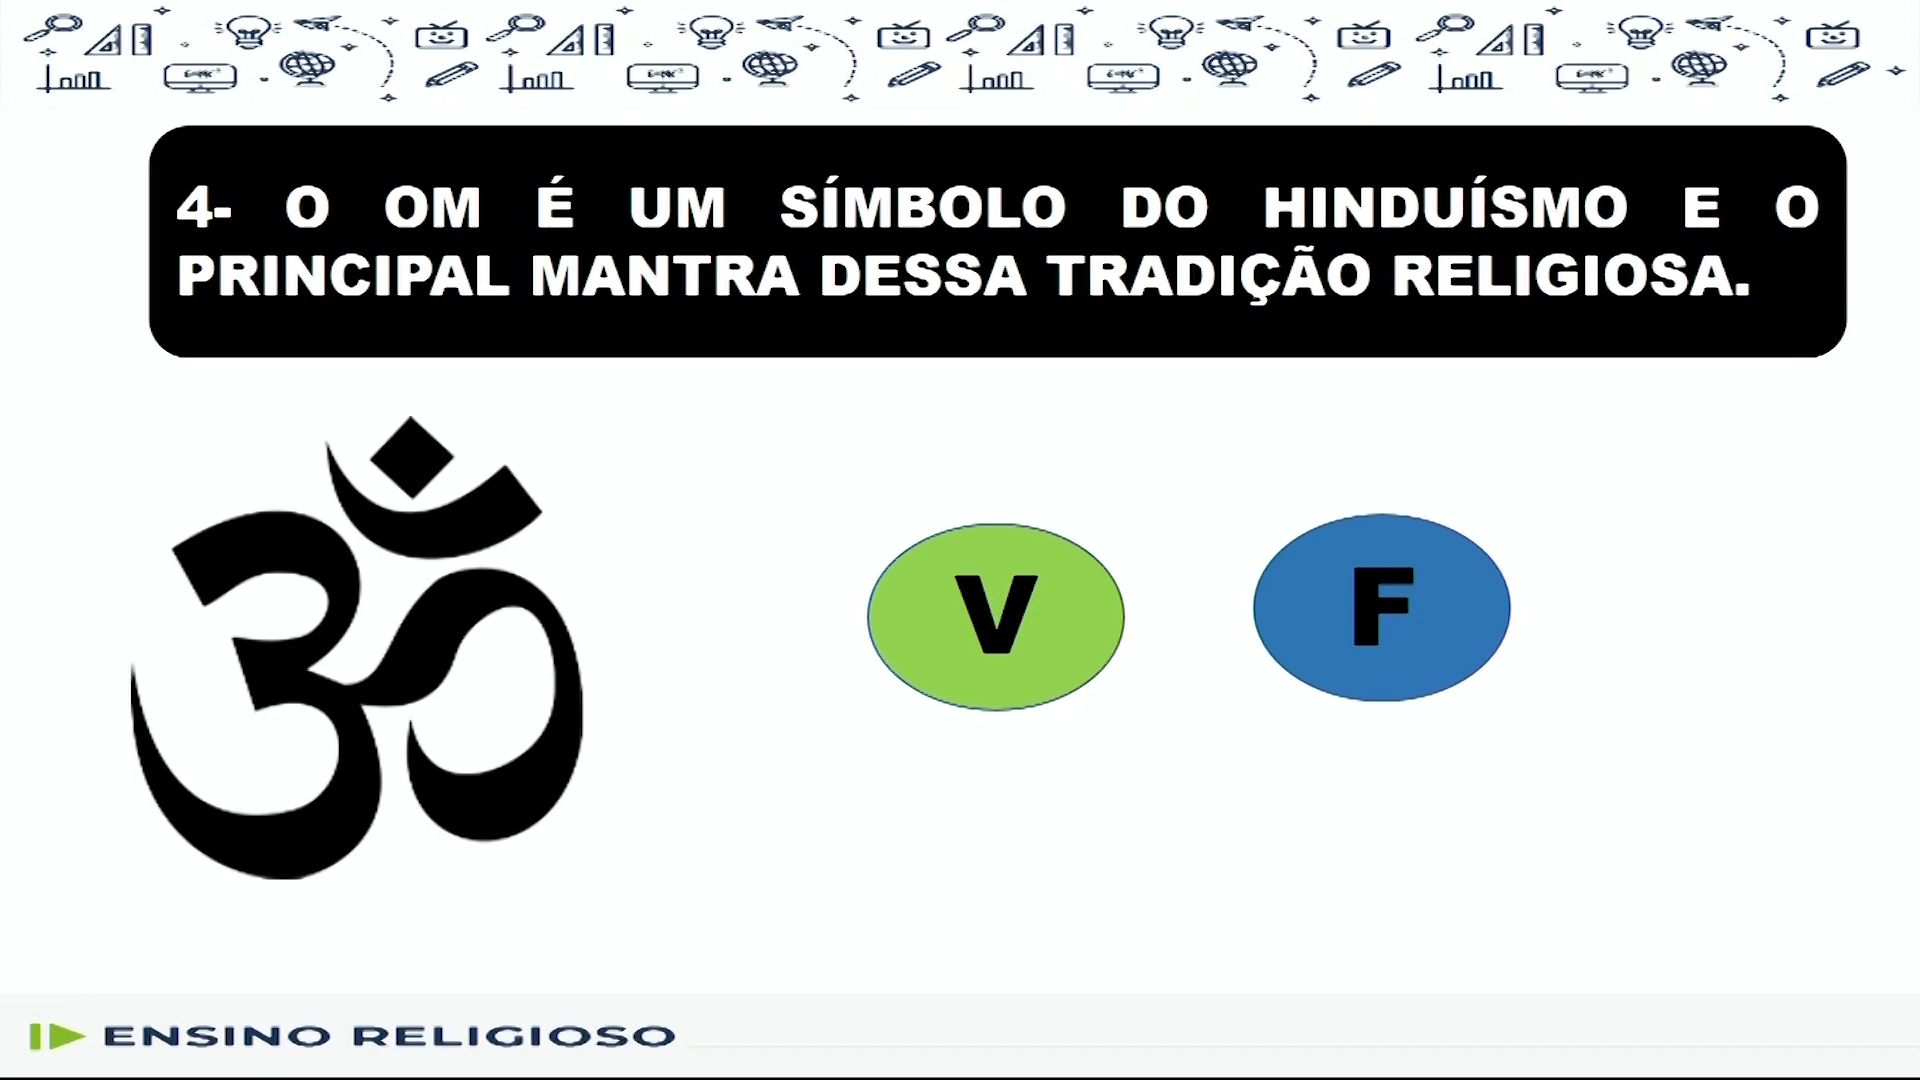 4- O OM É UM SÍMBOLO DO HINDUÍSMO E O
PRINCIPAL MANTRA DESSA TRADIÇÃO RELIGIOSA.
V
F
ENSINO RELIGIOSO